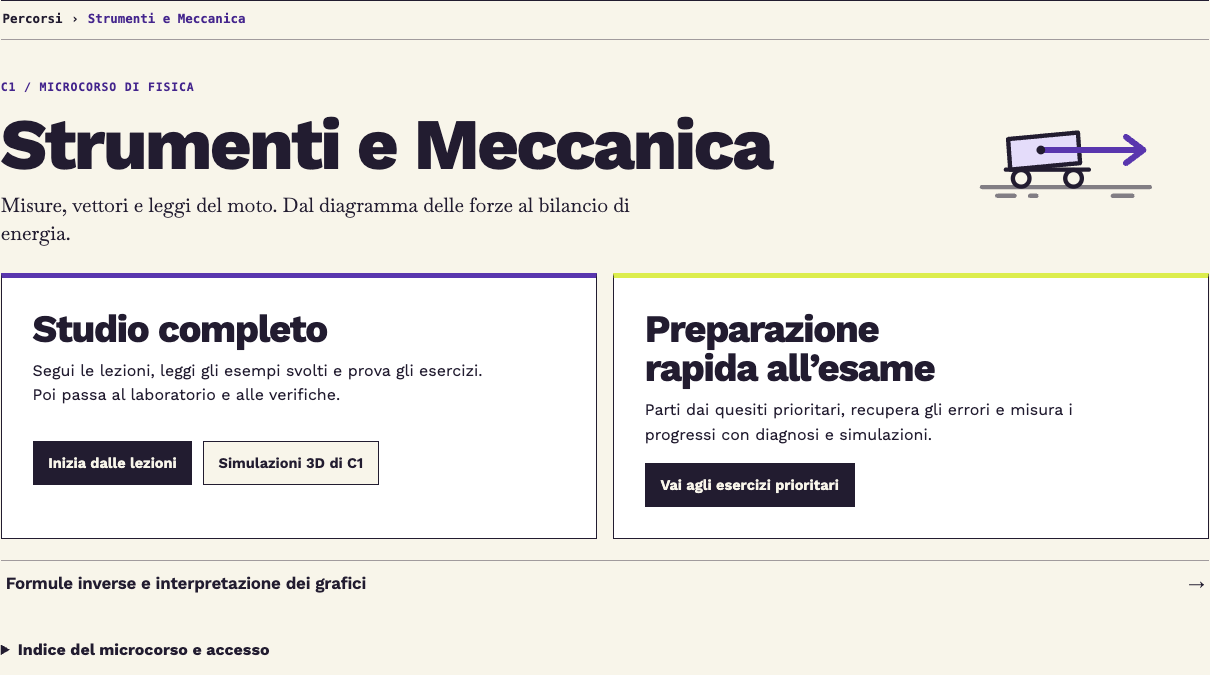 Percorsi › Strumenti e Meccanica
C1 / MICROCORSO DI FISICA
Strumenti e Meccanica
Misure, vettori e leggi del moto. Dal diagramma delle forze al bilancio di
energia.
Studio completo
Segui le lezioni, leggi gli esempi svolti e prova gli esercizi.
Poi passa al laboratorio e alle verifiche.
Inizia dalle lezioni
Simulazioni 3D di C1
Preparazione
rapida all’esame
Parti dai quesiti prioritari, recupera gli errori e misura i
progressi con diagnosi e simulazioni.
Vai agli esercizi prioritari
Formule inverse e interpretazione dei grafici →
▶ Indice del microcorso e accesso